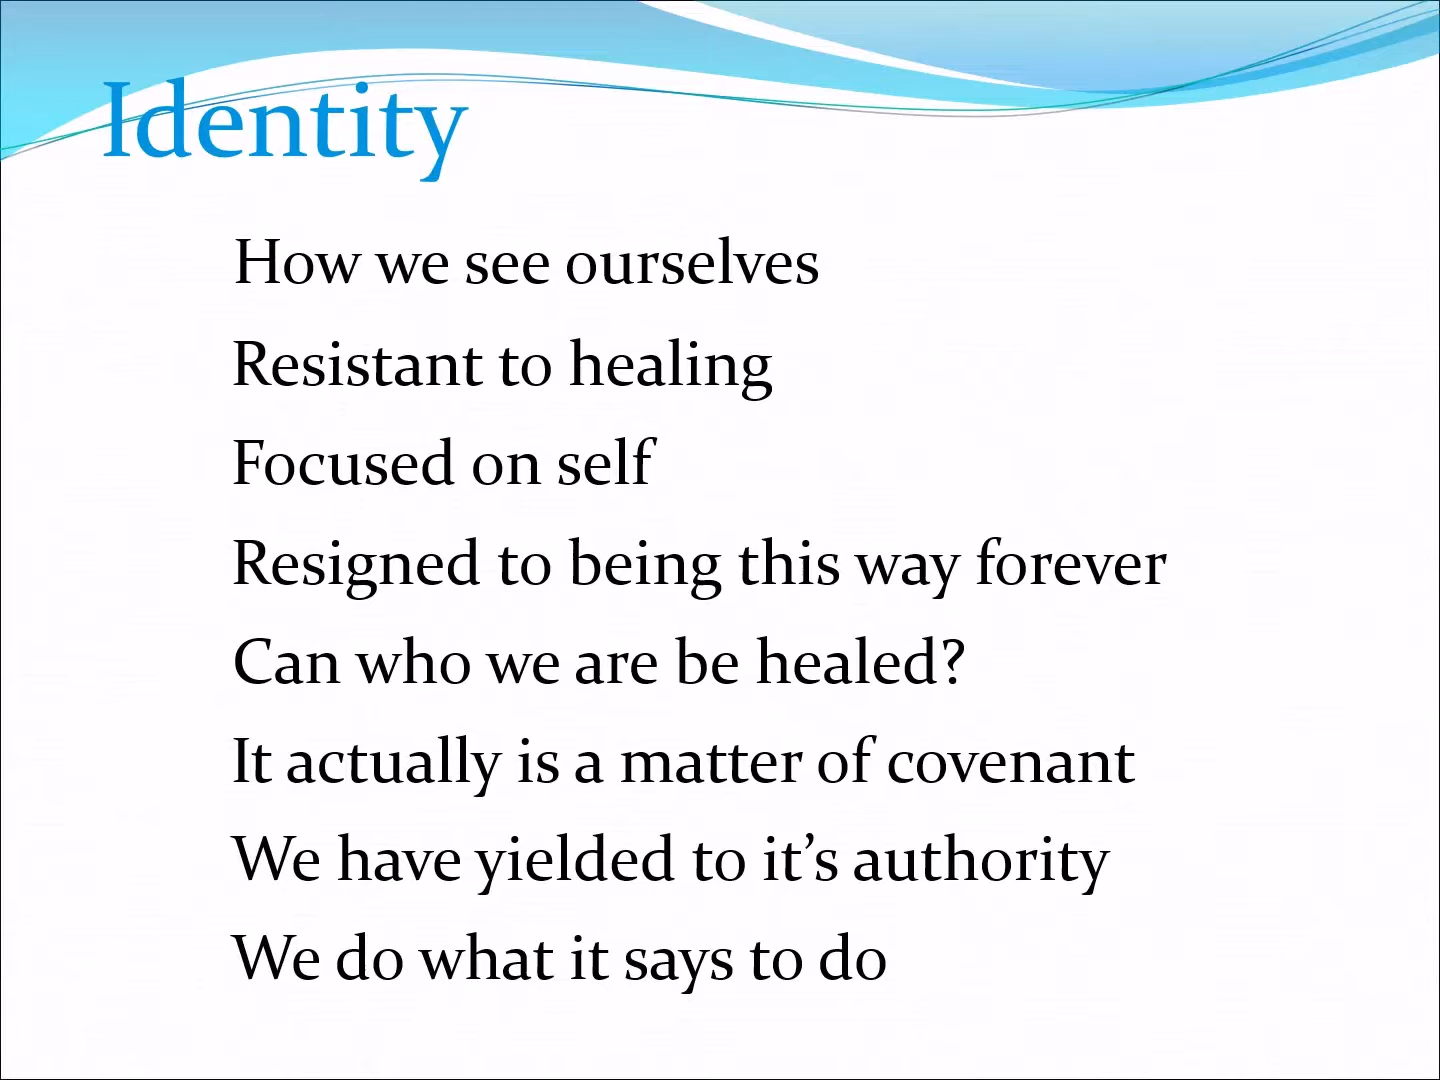 Identity
How we see ourselves
Resistant to healing
Focused on self
Resigned to being this way forever
Can who we are be healed?
It actually is a matter of covenant
We have yielded to it’s authority
We do what it says to do